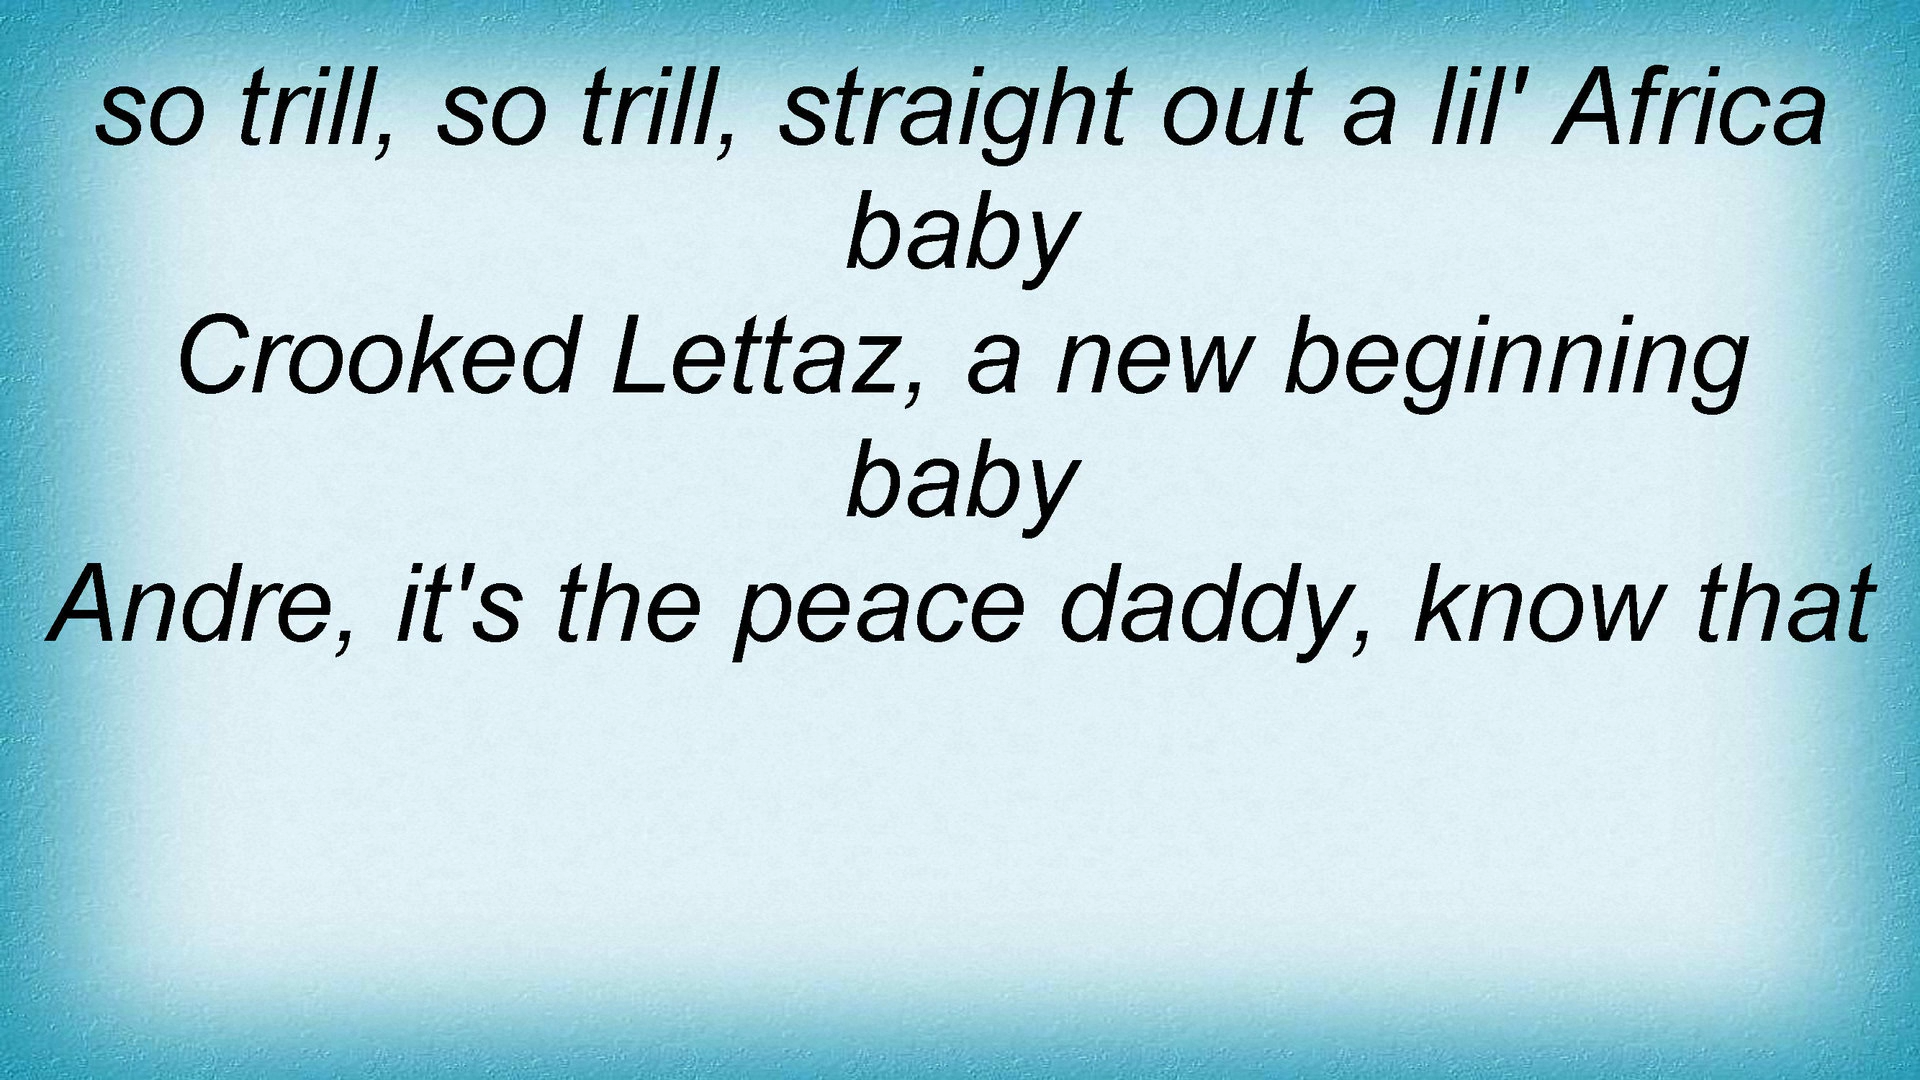 so trill, so trill, straight out a lil' Africa
baby
Crooked Lettaz, a new beginning
baby
Andre, it's the peace daddy, know that